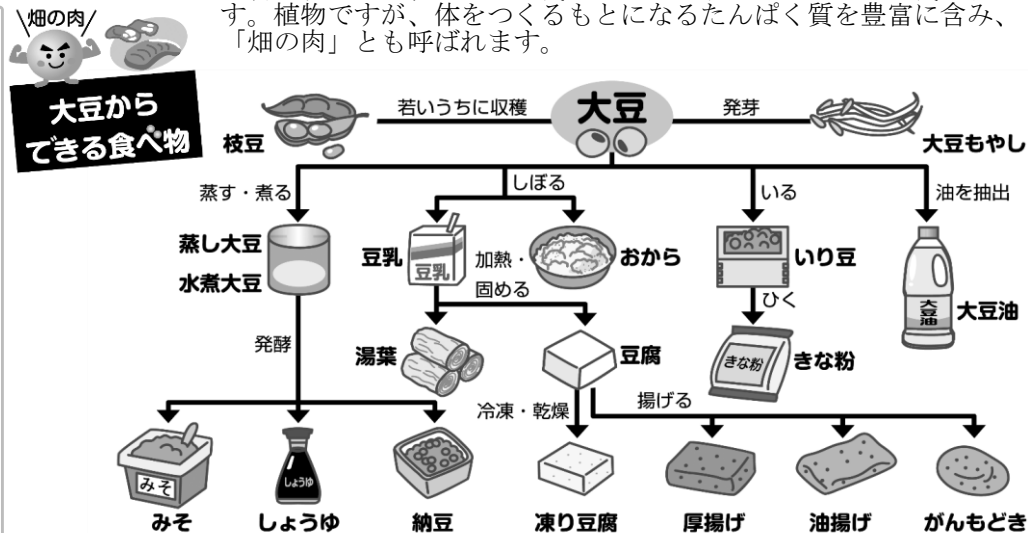 す。植物ですが、体をつくるもとになるたんぱく質を豊富に含み、
「畑の肉」とも呼ばれます。
畑の肉
大豆から
できる食べ物
大豆
若いうちに収穫
発芽
枝豆
大豆もやし
蒸す・煮る
しぼる
いる
油を抽出
蒸し大豆
水煮大豆
豆乳
豆乳
加熱・
固める
おから
いり豆
大豆油
大豆油
ひく
発酵
湯葉
豆腐
きな粉
きな粉
冷凍・乾燥
揚げる
みそ
しょうゆ
みそ
しょうゆ
納豆
凍り豆腐
厚揚げ
油揚げ
がんもどき